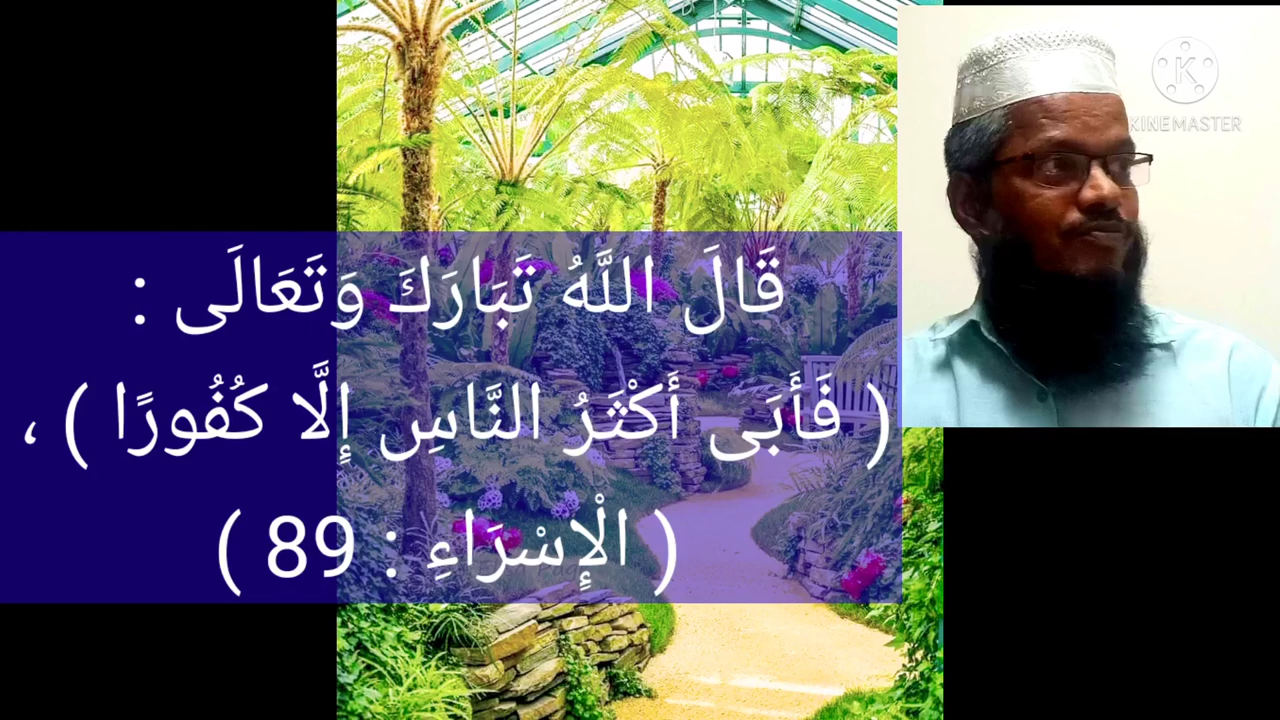 قَالَ اللَّهُ تَبَارَكَ وَتَعَالَى :
( فَأَبَى أَكْثَرُ النَّاسِ إِلَّا كُفُورًا ) ،
( الْإِسْرَاءِ : 89 )
K
KINEMASTER